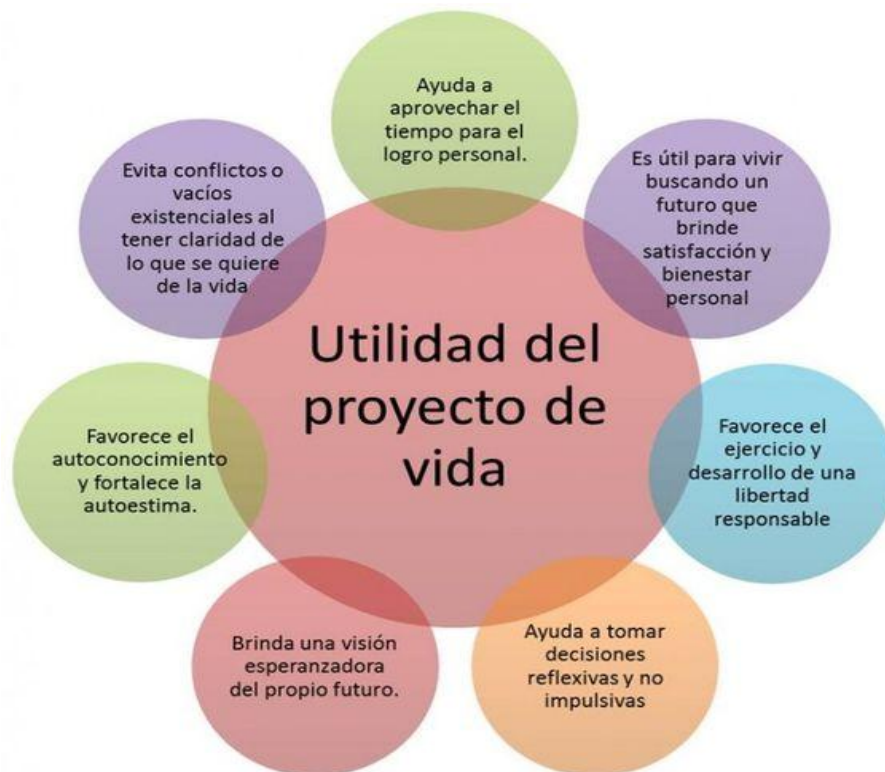 Ayuda a
aprovechar el
tiempo para el
logro personal.
Es útil para vivir
buscando un
futuro que
brinde
satisfacción y
bienestar
personal
Favorece el
ejercicio y
desarrollo de una
libertad
responsable
Ayuda a tomar
decisiones
reflexivas y no
impulsivas
Brinda una visión
esperanzadora
del propio futuro.
Favorece el
autoconocimiento
y fortalece la
autoestima.
Evita conflictos o
vacíos
existenciales al
tener claridad de
lo que se quiere
de la vida
Utilidad del
proyecto de
vida